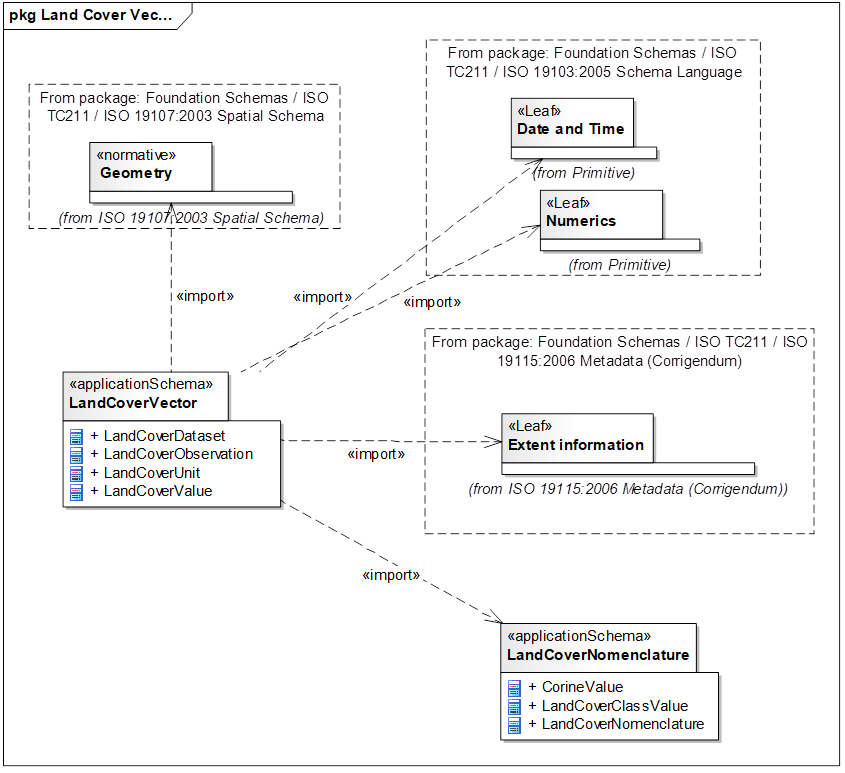 pkg Land Cover Vec...
From package: Foundation Schemas / ISO
TC211 / ISO 19107:2003 Spatial Schema
«normative»
Geometry
(from ISO 19107:2003 Spatial Schema)
From package: Foundation Schemas / ISO
TC211 / ISO 19103:2005 Schema Language
«Leaf»
Date and Time
(from Primitive)
«Leaf»
Numerics
(from Primitive)
«import»
«import»
«import»
From package: Foundation Schemas / ISO TC211 / ISO
19115:2006 Metadata (Corrigendum)
«Leaf»
Extent information
(from ISO 19115:2006 Metadata (Corrigendum))
«applicationSchema»
LandCoverVector
+ LandCoverDataset
+ LandCoverObservation
+ LandCoverUnit
+ LandCoverValue
«import»
«import»
«applicationSchema»
LandCoverNomenclature
+ CorineValue
+ LandCoverClassValue
+ LandCoverNomenclature